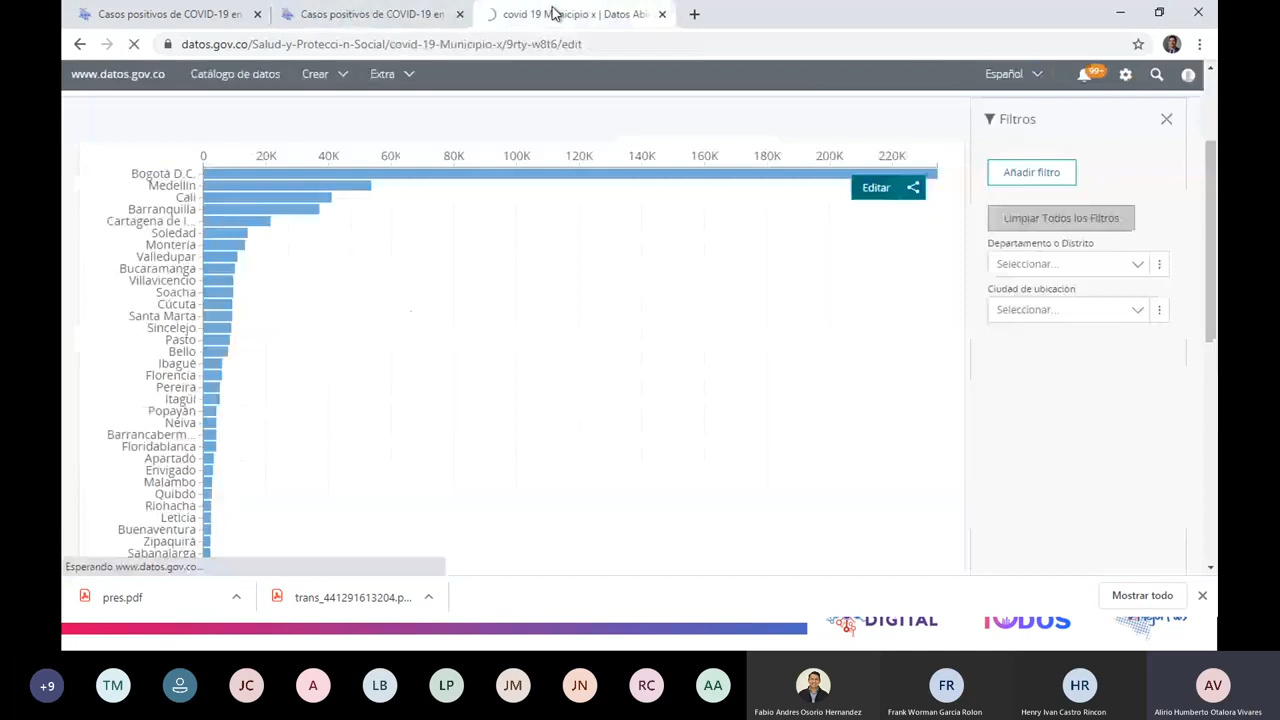 Casos positivos de COVID-19 en
Casos positivos de COVID-19 en
covid 19 Municipio x | Datos Abi
datos.gov.co/Salud-y-Protecci-n-Social/covid-19-Municipio-x/9rty-w8t6/edit
www.datos.gov.co
Catálogo de datos
Crear
Extra
Español
99+
Filtros
Añadir filtro
Limpiar Todos los Filtros
Departamento o Distrito
Seleccionar...
Ciudad de ubicación
Seleccionar...
Editar
0 20K 40K 60K 80K 100K 120K 140K 160K 180K 200K 220K
Bogotá D.C.
Medellín
Cali
Barranquilla
Cartagena de I...
Soledad
Montería
Valledupar
Bucaramanga
Villavicencio
Soacha
Cúcuta
Santa Marta
Sincelejo
Pasto
Bello
Ibagué
Florencia
Pereira
Itagüí
Popayán
Neiva
Barrancaberm...
Floridablanca
Apartadó
Envigado
Malambo
Quibdó
Riohacha
Leticia
Buenaventura
Zipaquirá
Sabanalarga
Esperando www.datos.gov.co...
pres.pdf
trans_441291613204.p...
Mostrar todo
DIGITAL
TODOS
+9
TM
JC
A
LB
LP
JM
JN
RC
AA
FR
HR
AV
Fabio Andres Osorio Hernandez
Frank Worman Garcia Rolon
Henry Ivan Castro Rincon
Alirio Humberto Otalora Vivares